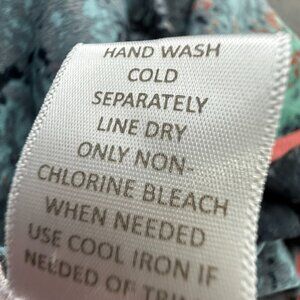 HAND WASH
COLD
SEPARATELY
LINE DRY
ONLY NON-
CHLORINE BLEACH
WHEN NEEDED
USE COOL IRON IF
NEEDED OF